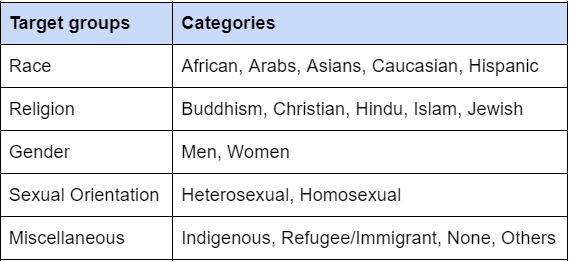 Target groups Categories
Race African, Arabs, Asians, Caucasian, Hispanic
Religion Buddhism, Christian, Hindu, Islam, Jewish
Gender Men, Women
Sexual Orientation Heterosexual, Homosexual
Miscellaneous Indigenous, Refugee/Immigrant, None, Others